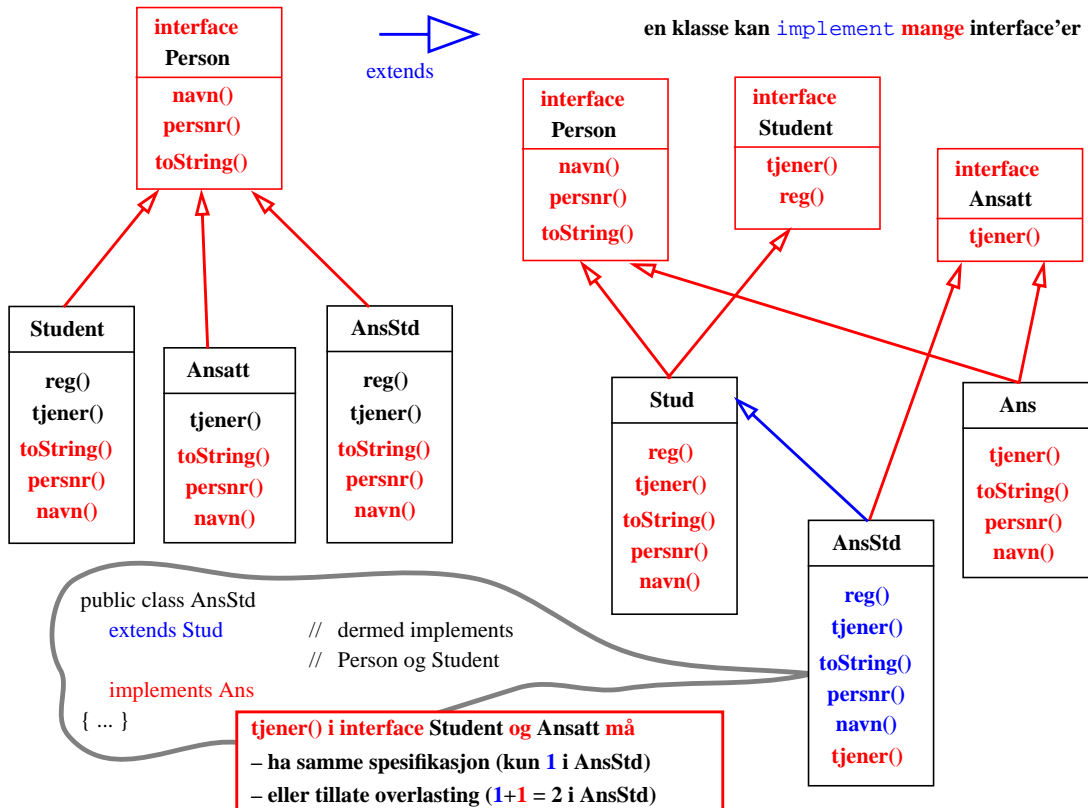 interface
Person
navn()
persnr()
toString()
extends
en klasse kan implement mange interface’er
interface
Person
navn()
persnr()
toString()
interface
Student
tjener()
reg()
interface
Ansatt
tjener()
Student
reg()
tjener()
toString()
persnr()
navn()
Ansatt
tjener()
toString()
persnr()
navn()
AnsStd
reg()
tjener()
toString()
persnr()
navn()
Stud
reg()
tjener()
toString()
persnr()
navn()
Ans
tjener()
toString()
persnr()
navn()
AnsStd
reg()
tjener()
toString()
persnr()
navn()
tjener()
public class AnsStd
extends Stud // dermed implements
// Person og Student
implements Ans
{ ... }
tjener() i interface Student og Ansatt må
– ha samme spesifikasjon (kun 1 i AnsStd)
– eller tillate overlasting (1+1 = 2 i AnsStd)